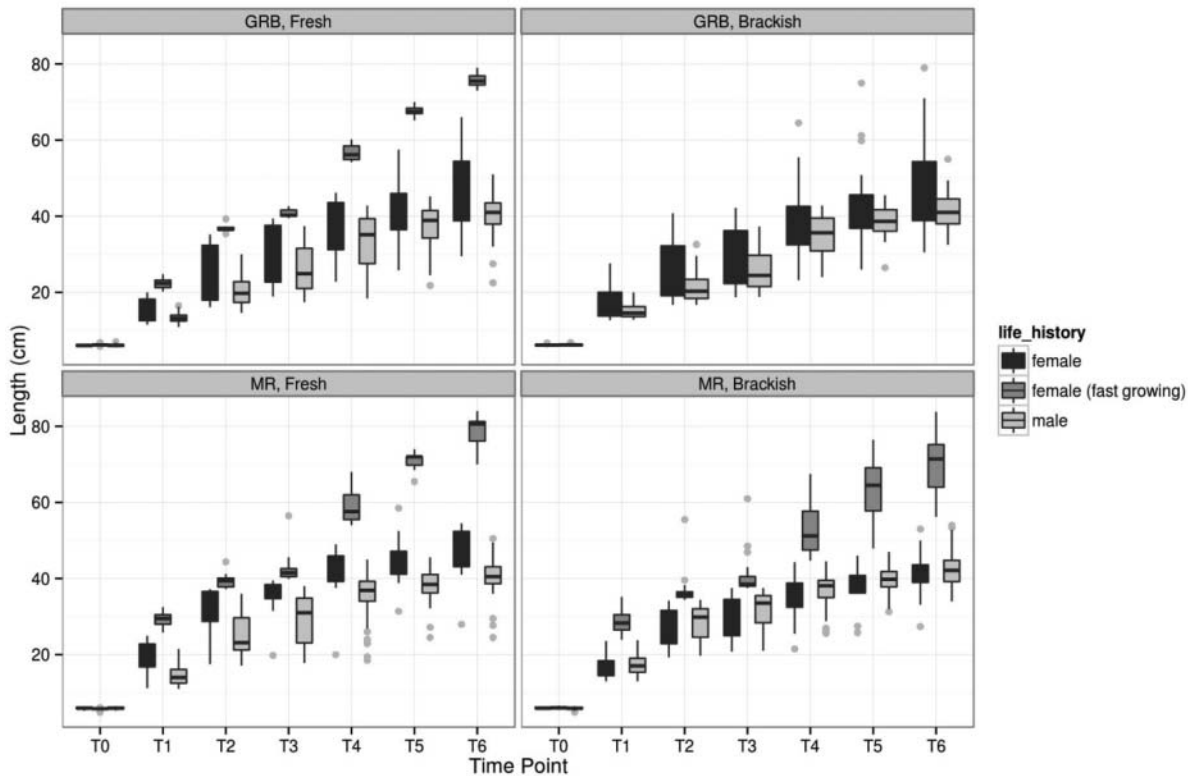 GRB, Fresh
GRB, Brackish
80
60
40
20
MR, Fresh
MR, Brackish
80
60
40
20
Length (cm)
T0 T1 T2 T3 T4 T5 T6
T0 T1 T2 T3 T4 T5 T6
Time Point
life_history
female
female (fast growing)
male